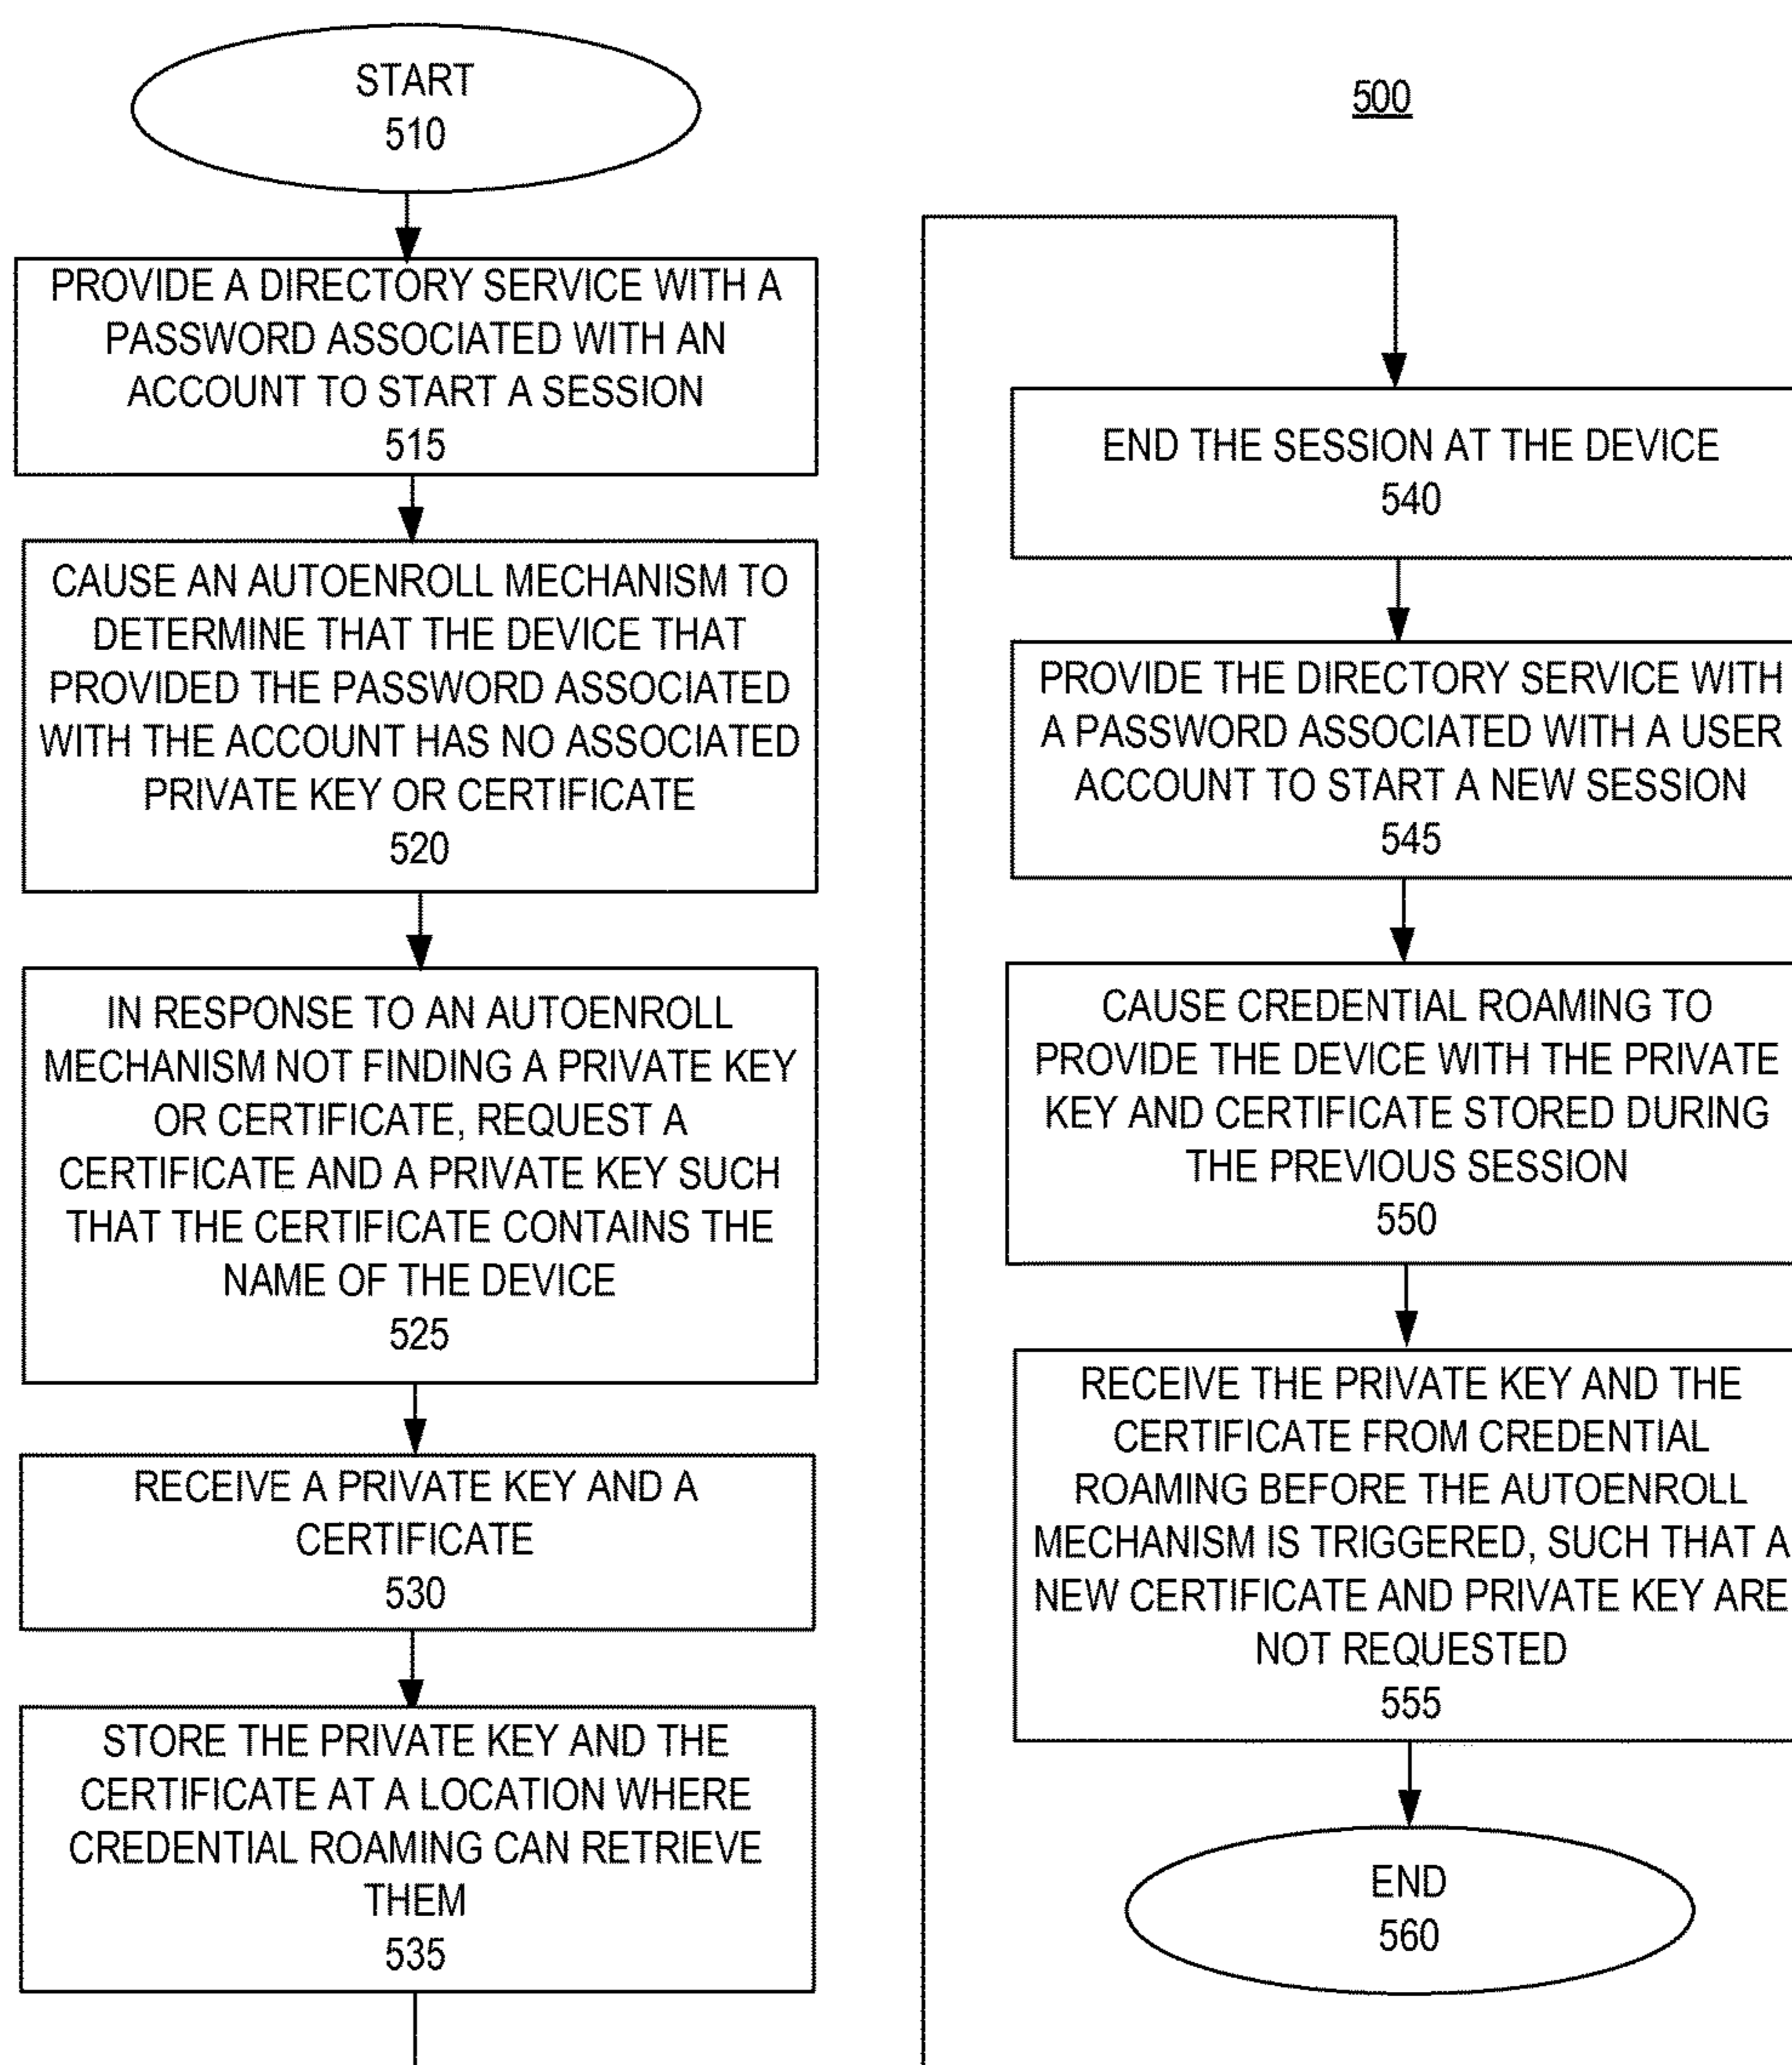 START
510
PROVIDE A DIRECTORY SERVICE WITH A
PASSWORD ASSOCIATED WITH AN
ACCOUNT TO START A SESSION
515
CAUSE AN AUTOENROLL MECHANISM TO
DETERMINE THAT THE DEVICE THAT
PROVIDED THE PASSWORD ASSOCIATED
WITH THE ACCOUNT HAS NO ASSOCIATED
PRIVATE KEY OR CERTIFICATE
520
IN RESPONSE TO AN AUTOENROLL
MECHANISM NOT FINDING A PRIVATE KEY
OR CERTIFICATE, REQUEST A
CERTIFICATE AND A PRIVATE KEY SUCH
THAT THE CERTIFICATE CONTAINS THE
NAME OF THE DEVICE
525
RECEIVE A PRIVATE KEY AND A
CERTIFICATE
530
STORE THE PRIVATE KEY AND THE
CERTIFICATE AT A LOCATION WHERE
CREDENTIAL ROAMING CAN RETRIEVE
THEM
535
500
END THE SESSION AT THE DEVICE
540
PROVIDE THE DIRECTORY SERVICE WITH
A PASSWORD ASSOCIATED WITH A USER
ACCOUNT TO START A NEW SESSION
545
CAUSE CREDENTIAL ROAMING TO
PROVIDE THE DEVICE WITH THE PRIVATE
KEY AND CERTIFICATE STORED DURING
THE PREVIOUS SESSION
550
RECEIVE THE PRIVATE KEY AND THE
CERTIFICATE FROM CREDENTIAL
ROAMING BEFORE THE AUTOENROLL
MECHANISM IS TRIGGERED, SUCH THAT A
NEW CERTIFICATE AND PRIVATE KEY ARE
NOT REQUESTED
555
END
560